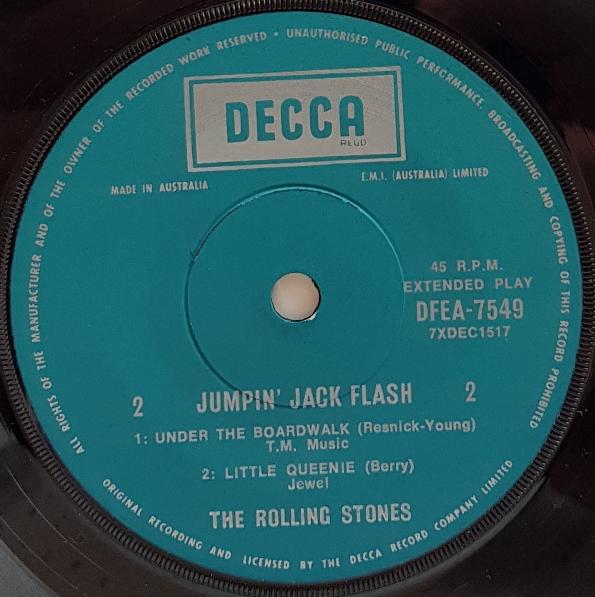 ALL RIGHTS OF THE MANUFACTURER AND OF THE OWNER OF THE RECORDED WORK RESERVED • UNAUTHORISED PUBLIC PERFORMANCE, BROADCASTING AND COPYING OF THIS RECORD PROHIBITED
DECCA
REGD
MADE IN AUSTRALIA
E.M.I. (AUSTRALIA) LIMITED
45 R.P.M.
EXTENDED PLAY
DFEA-7549
7XDEC1517
2 JUMPIN' JACK FLASH 2
1: UNDER THE BOARDWALK (Resnick-Young)
T.M. Music
2: LITTLE QUEENIE (Berry)
Jewel
THE ROLLING STONES
ORIGINAL RECORDING AND LICENSED BY THE DECCA RECORD COMPANY LIMITED